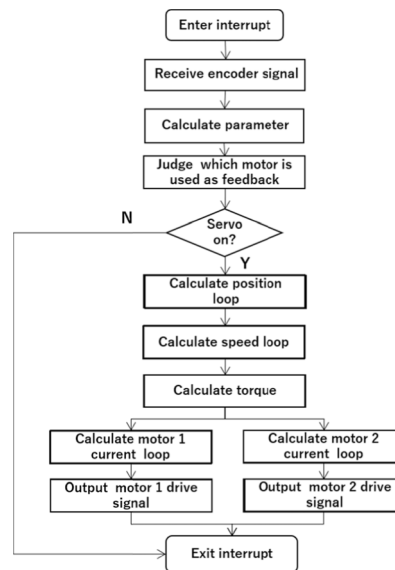 Enter interrupt
Receive encoder signal
Calculate parameter
Judge which motor is
used as feedback
N
Servo
on?
Y
Calculate position
loop
Calculate speed loop
Calculate torque
Calculate motor 1
current loop
Calculate motor 2
current loop
Output motor 1 drive
signal
Output motor 2 drive
signal
Exit interrupt